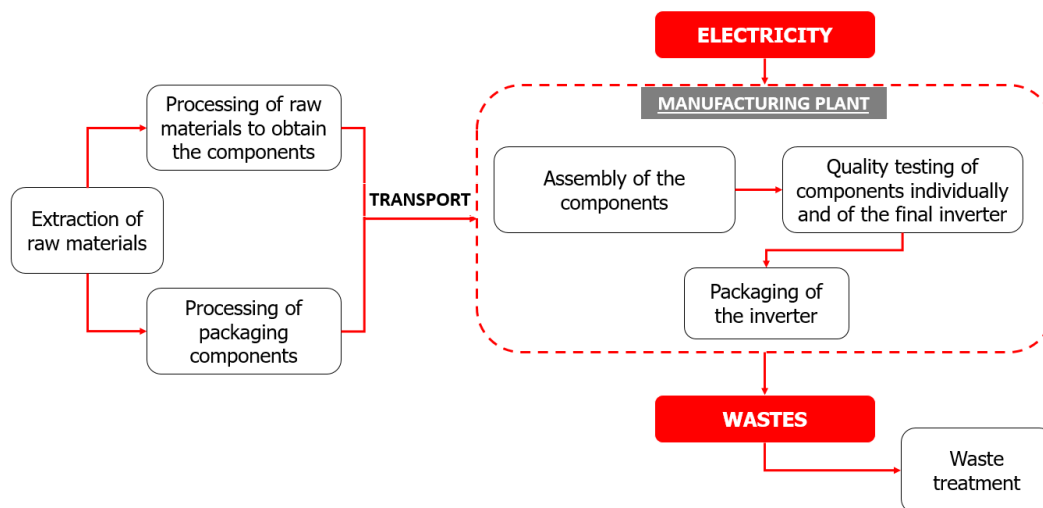 ELECTRICITY
MANUFACTURING PLANT
Processing of raw
materials to obtain
the components
Extraction of
raw materials
Processing of
packaging
components
TRANSPORT
Assembly of the
components
Quality testing of
components individually
and of the final inverter
Packaging of
the inverter
WASTES
Waste
treatment